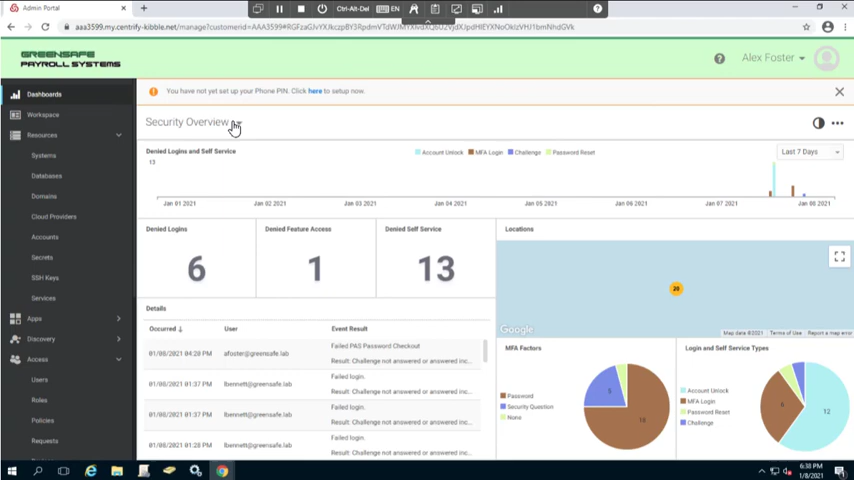 Admin Portal
Ctrl-Alt-Del
EN
GREENSAFE
PAYROLL SYSTEMS
Alex Foster
Dashboards
Workspace
Resources
Systems
Databases
Domains
Cloud Providers
Accounts
Secrets
SSH Keys
Services
Apps
Discovery
Access
Users
Roles
Policies
Requests
You have not yet set up your Phone PIN. Click here to setup now.
Security Overview
Denied Logins and Self Service
Account Unlock
MFA Login
Challenge
Password Reset
Last 7 Days
13
Jan 01 2021
Jan 02 2021
Jan 03 2021
Jan 04 2021
Jan 05 2021
Jan 06 2021
Jan 07 2021
Jan 08 2021
Denied Logins
6
Denied Feature Access
1
Denied Self Service
13
Locations
20
Google
Map data ©2021
Terms of Use
Report a map error
Details
Occurred
User
Event Result
01/08/2021 04:20 PM
afoster@greensafe.lab
Failed PAS Password Checkout
Result: Challenge not answered or answered inc...
01/08/2021 01:37 PM
lbennett@greensafe.lab
Failed login.
Result: Challenge not answered or answered inc...
01/08/2021 01:37 PM
lbennett@greensafe.lab
Failed login.
Result: Challenge not answered or answered inc...
01/08/2021 01:28 PM
lbennett@greensafe.lab
Failed login.
Result: Challenge not answered or answered inc...
MFA Factors
Password
Security Question
None
5
Login and Self Service Types
Account Unlock
MFA Login
Password Reset
Challenge
12
6:38 PM
1/8/2021